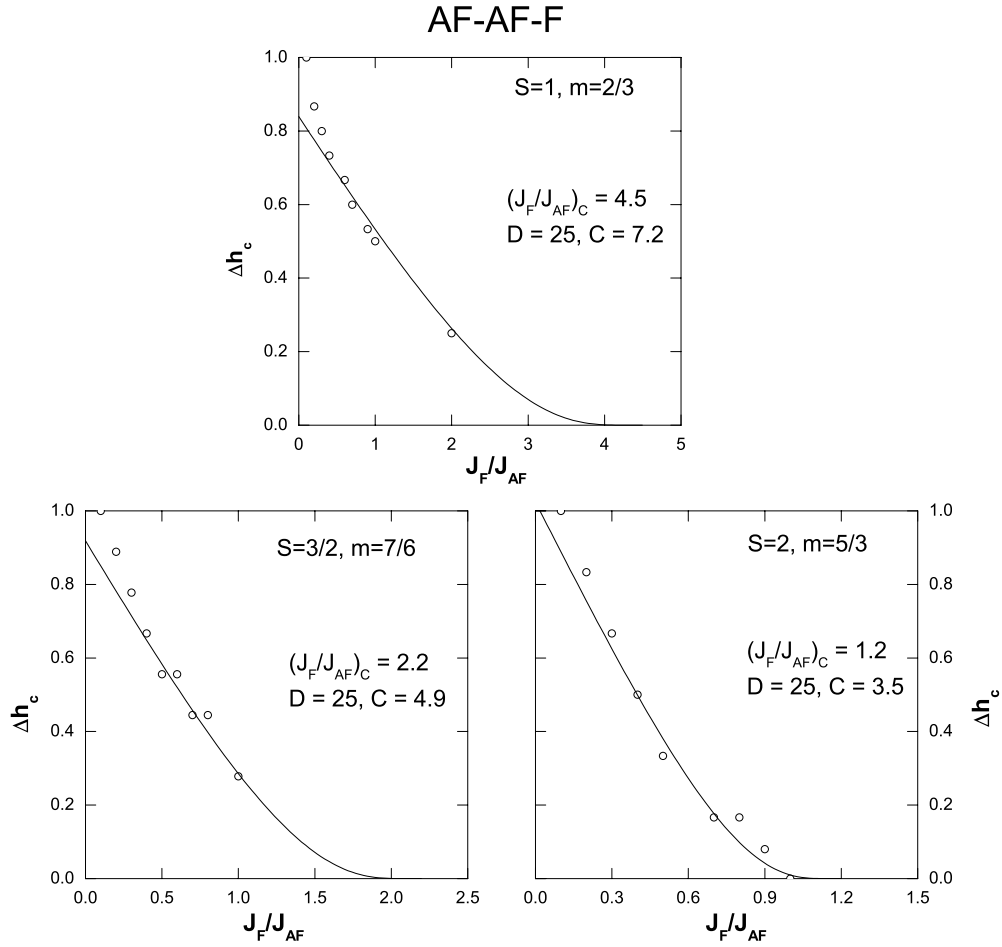 AF-AF-F
1.0
0.8
0.6
0.4
0.2
0.0
Δh_c
S=1, m=2/3
(J_F/J_AF)_C = 4.5
D = 25, C = 7.2
0 1 2 3 4 5
J_F/J_AF
1.0
0.8
0.6
0.4
0.2
0.0
Δh_c
S=3/2, m=7/6
(J_F/J_AF)_C = 2.2
D = 25, C = 4.9
0.0 0.5 1.0 1.5 2.0 2.5
J_F/J_AF
S=2, m=5/3
(J_F/J_AF)_C = 1.2
D = 25, C = 3.5
1.0
0.8
0.6
0.4
0.2
0.0
Δh_c
0.0 0.3 0.6 0.9 1.2 1.5
J_F/J_AF